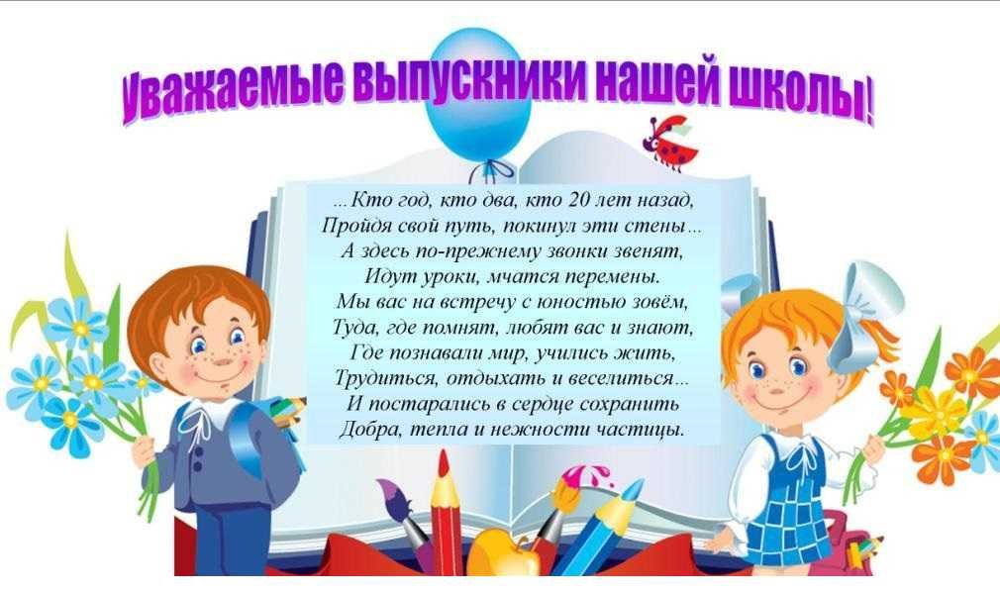 Уважаемые выпускники нашей школы!
…Кто год, кто два, кто 20 лет назад,
Пройдя свой путь, покинул эти стены…
А здесь по-прежнему звонки звенят,
Идут уроки, мчатся перемены.
Мы вас на встречу с юностью зовём,
Туда, где помнят, любят вас и знают,
Где познавали мир, учились жить,
Трудиться, отдыхать и веселиться…
И постарались в сердце сохранить
Добра, тепла и нежности частицы.